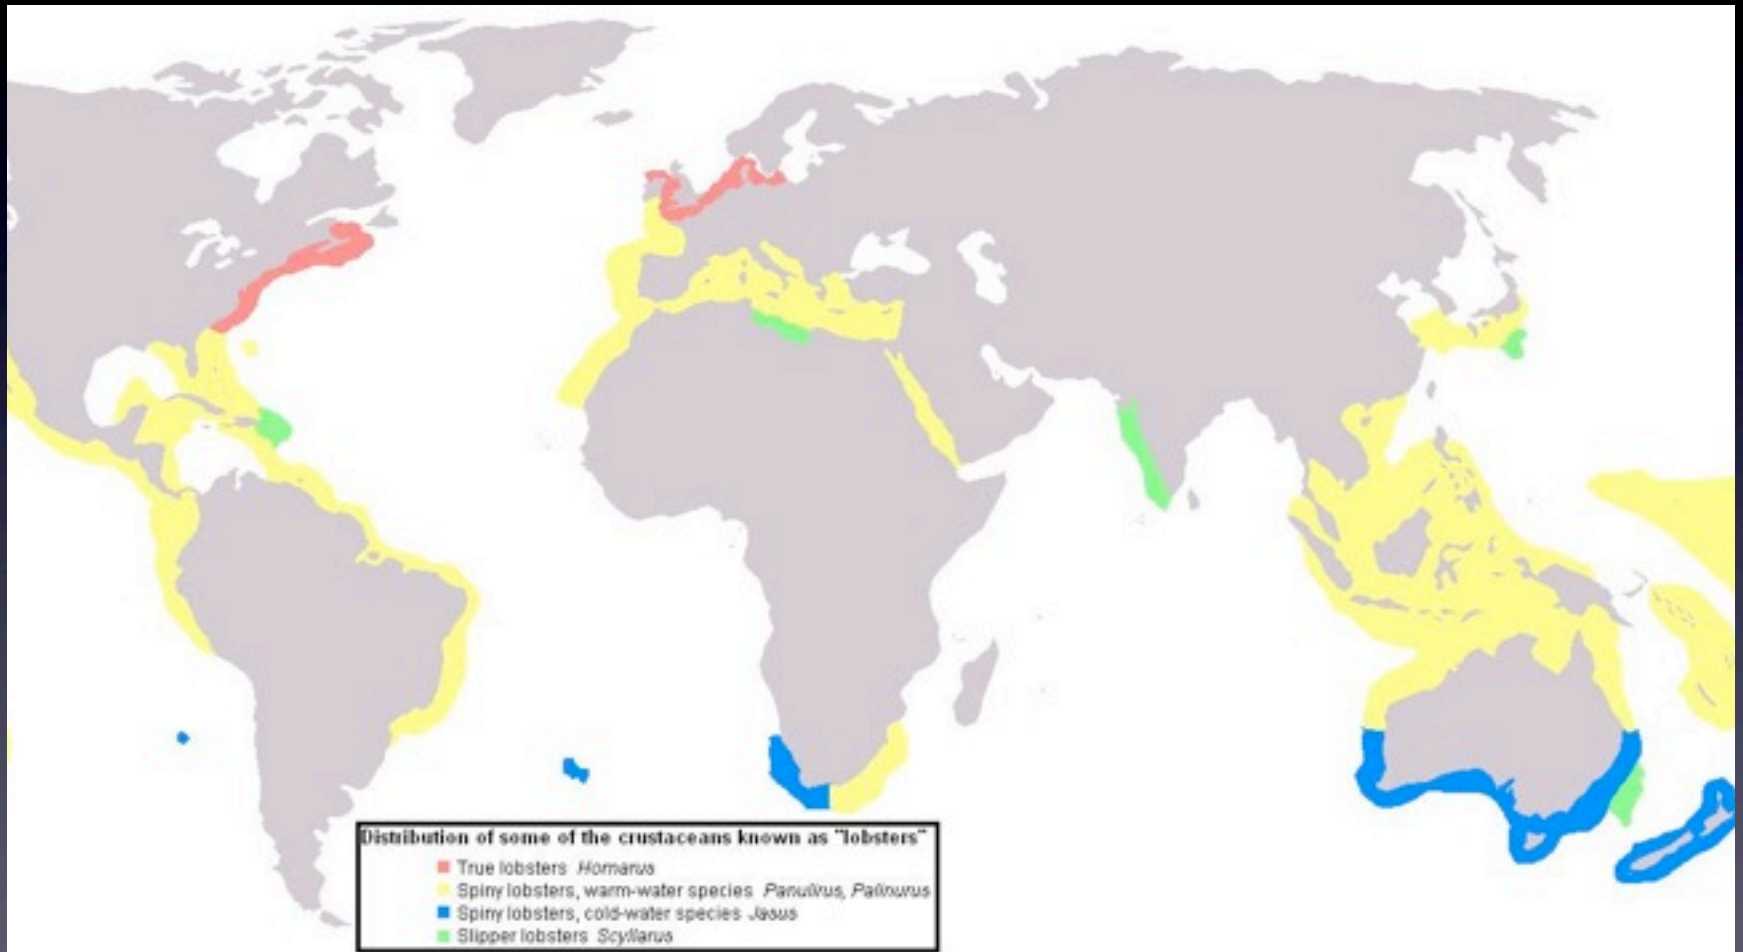 Distribution of some of the crustaceans known as "lobsters"
True lobsters Homarus
Spiny lobsters, warm-water species Panulirus, Palinurus
Spiny lobsters, cold-water species Jasus
Slipper lobsters Scyllarus